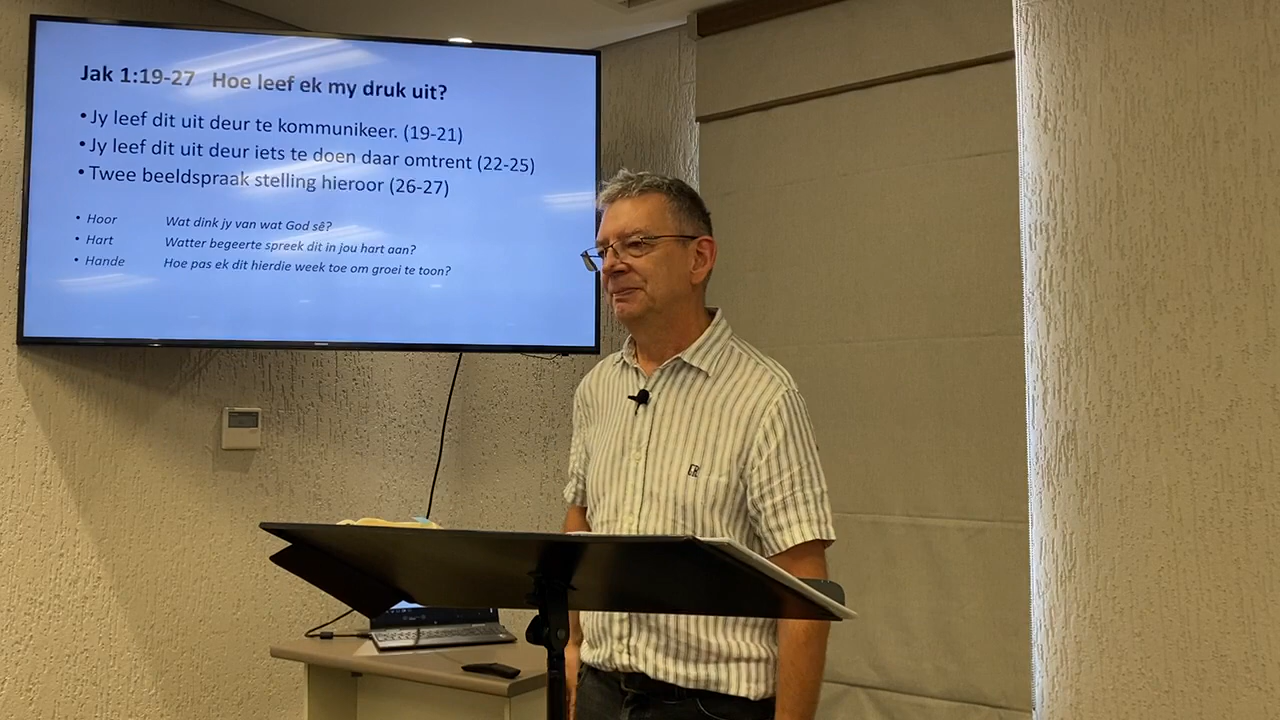 Jak 1:19-27 Hoe leef ek my druk uit?
•Jy leef dit uit deur te kommunikeer. (19-21)
•Jy leef dit uit deur iets te doen daar omtrent (22-25)
•Twee beeldspraak stelling hieroor (26-27)
• Hoor Wat dink jy van wat God sê?
• Hart Watter begeerte spreek dit in jou hart aan?
• Hande Hoe pas ek dit hierdie week toe om groei te toon?